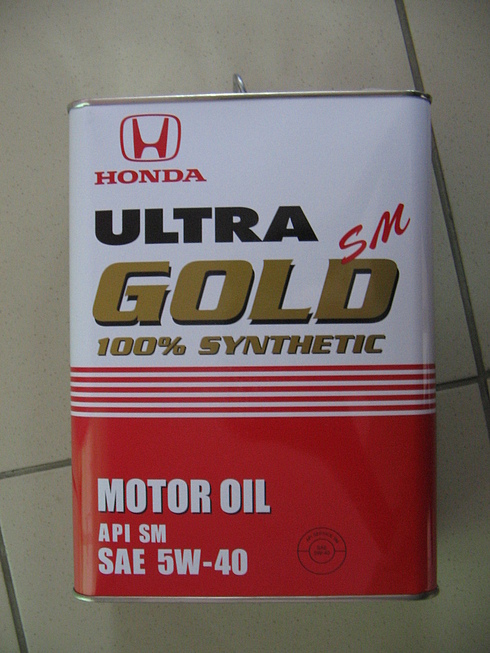 HONDA
ULTRA
SM
GOLD
100% SYNTHETIC
MOTOR OIL
API SM
SAE 5W-40